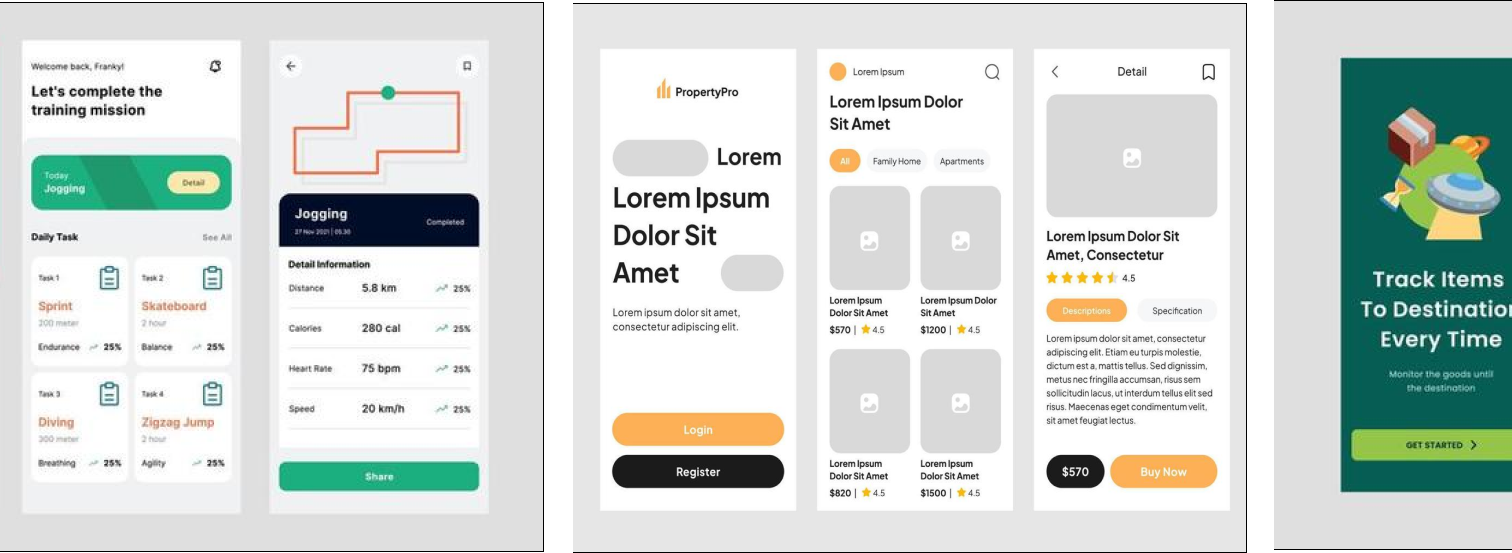 Welcome back, Franky!
Let's complete the
training mission
Today
Jogging
Detail
Daily Task
See All
Task 1
Sprint
200 meter
Endurance 25%
Task 2
Skateboard
2 hour
Balance 25%
Task 3
Diving
300 meter
Breathing 25%
Task 4
Zigzag Jump
2 hour
Agility 25%
Jogging
27 Nov 2021 | 05.30
Completed
Detail Information
Distance 5.8 km 25%
Calories 280 cal 25%
Heart Rate 75 bpm 25%
Speed 20 km/h 25%
Share
PropertyPro
Lorem
Lorem Ipsum
Dolor Sit
Amet
Lorem ipsum dolor sit amet,
consectetur adipiscing elit.
Login
Register
Lorem Ipsum
Lorem Ipsum Dolor
Sit Amet
All
Family Home
Apartments
Lorem Ipsum
Dolor Sit Amet
$570 | 4.5
Lorem Ipsum Dolor
Sit Amet
$1200 | 4.5
Lorem Ipsum
Dolor Sit Amet
$820 | 4.5
Lorem Ipsum
Dolor Sit Amet
$1500 | 4.5
Detail
Lorem Ipsum Dolor Sit
Amet, Consectetur
4.5
Descriptions
Specification
Lorem ipsum dolor sit amet, consectetur
adipiscing elit. Etiam eu turpis molestie,
dictum est a, mattis tellus. Sed dignissim,
metus nec fringilla accumsan, risus sem
sollicitudin lacus, ut interdum tellus elit sed
risus. Maecenas eget condimentum velit,
sit amet feugiat lectus.
$570
Buy Now
Track Items
To Destination
Every Time
Monitor the goods until
the destination
GET STARTED